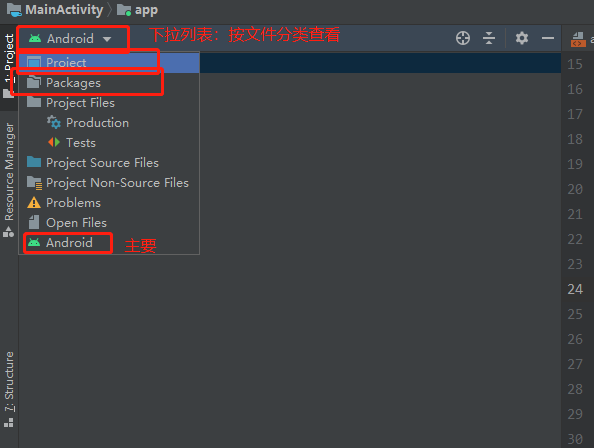 MainActivity app
Android 下拉列表：按文件分类查看
Project
Packages
Project Files
Production
Tests
Project Source Files
Project Non-Source Files
Problems
Open Files
Android 主要
1: Project
Resource Manager
7: Structure
15
16
17
18
19
20
21
22
23
24
25
26
27
28
29
30